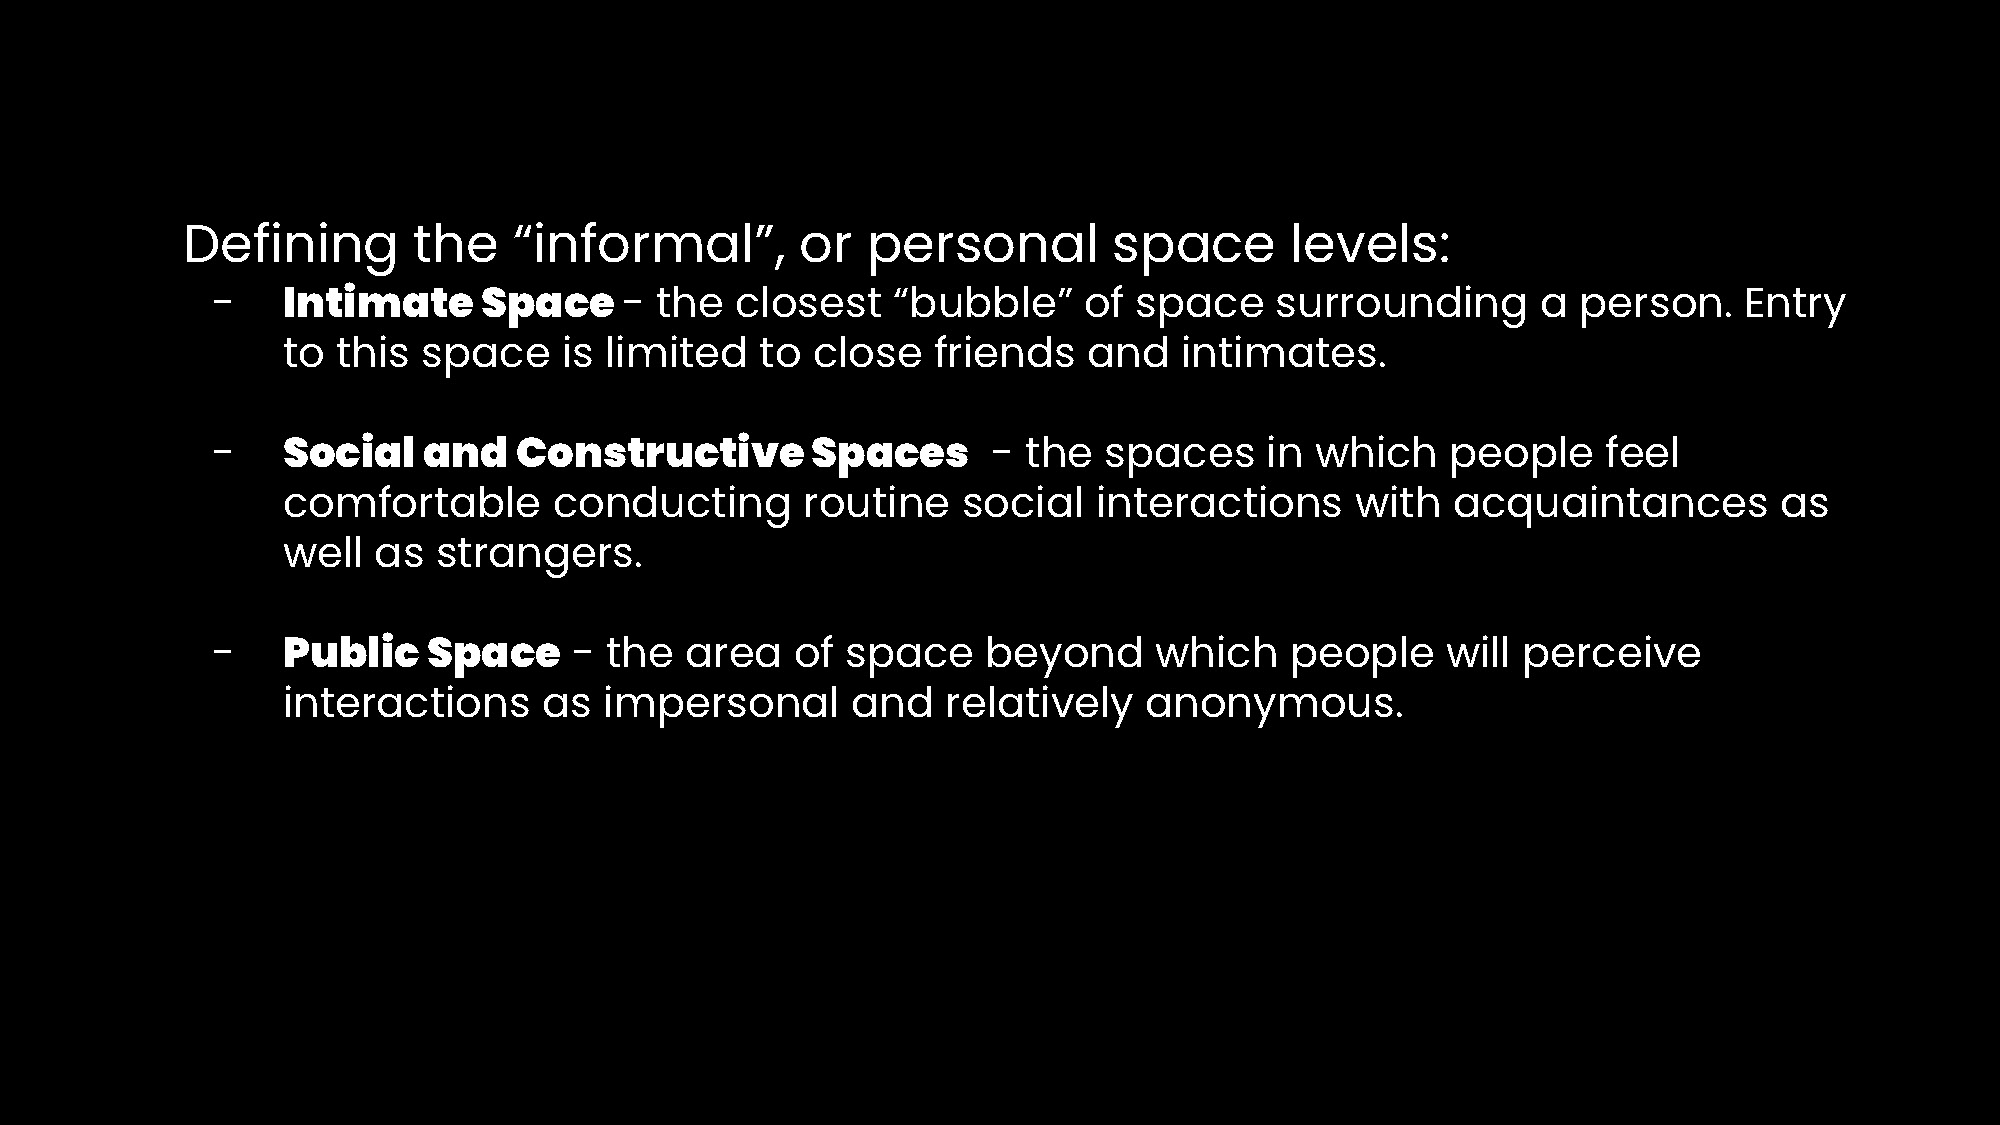 Defining the “informal”, or personal space levels:
- Intimate Space - the closest “bubble” of space surrounding a person. Entry
to this space is limited to close friends and intimates.
- Social and Constructive Spaces - the spaces in which people feel
comfortable conducting routine social interactions with acquaintances as
well as strangers.
- Public Space - the area of space beyond which people will perceive
interactions as impersonal and relatively anonymous.